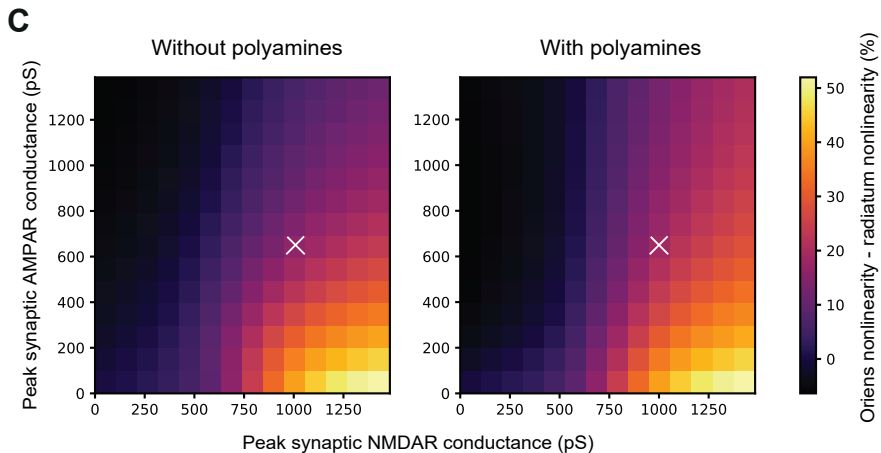 C
Without polyamines
With polyamines
Peak synaptic AMPAR conductance (pS)
1200
1000
800
600
400
200
0
0 250 500 750 1000 1250
1200
1000
800
600
400
200
0
0 250 500 750 1000 1250
Peak synaptic NMDAR conductance (pS)
50
40
30
20
10
0
Oriens nonlinearity - radiatum nonlinearity (%)